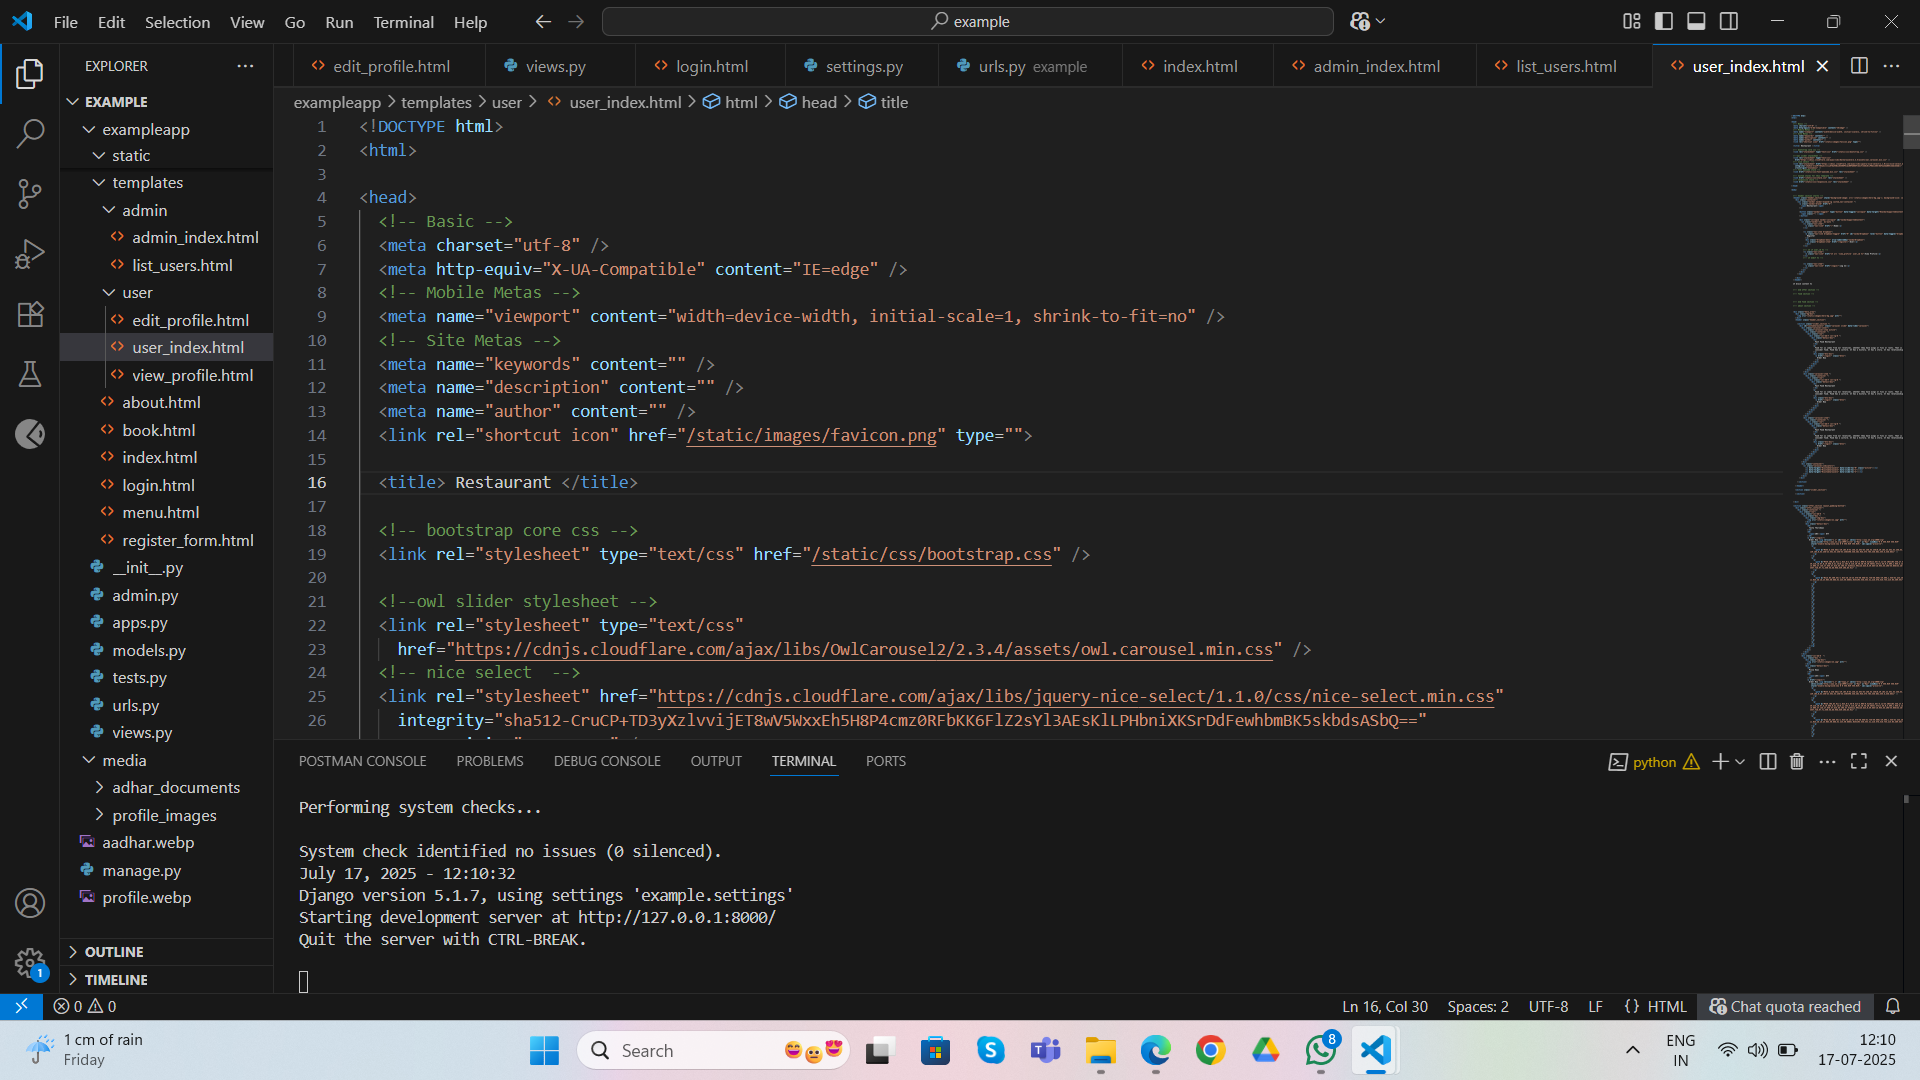 File Edit Selection View Go Run Terminal Help
example
EXPLORER
edit_profile.html
views.py
login.html
settings.py
urls.py example
index.html
admin_index.html
list_users.html
user_index.html
EXAMPLE
exampleapp
static
templates
admin
admin_index.html
list_users.html
user
edit_profile.html
user_index.html
view_profile.html
about.html
book.html
index.html
login.html
menu.html
register_form.html
__init__.py
admin.py
apps.py
models.py
tests.py
urls.py
views.py
media
adhar_documents
profile_images
aadhar.webp
manage.py
profile.webp
OUTLINE
TIMELINE
exampleapp > templates > user > user_index.html > html > head > title
1 <!DOCTYPE html>
2 <html>
3
4 <head>
5 <!-- Basic -->
6 <meta charset="utf-8" />
7 <meta http-equiv="X-UA-Compatible" content="IE=edge" />
8 <!-- Mobile Metas -->
9 <meta name="viewport" content="width=device-width, initial-scale=1, shrink-to-fit=no" />
10 <!-- Site Metas -->
11 <meta name="keywords" content="" />
12 <meta name="description" content="" />
13 <meta name="author" content="" />
14 <link rel="shortcut icon" href="/static/images/favicon.png" type="">
15
16 <title> Restaurant </title>
17
18 <!-- bootstrap core css -->
19 <link rel="stylesheet" type="text/css" href="/static/css/bootstrap.css" />
20
21 <!--owl slider stylesheet -->
22 <link rel="stylesheet" type="text/css"
23 href="https://cdnjs.cloudflare.com/ajax/libs/OwlCarousel2/2.3.4/assets/owl.carousel.min.css" />
24 <!-- nice select  -->
25 <link rel="stylesheet" href="https://cdnjs.cloudflare.com/ajax/libs/jquery-nice-select/1.1.0/css/nice-select.min.css"
26 integrity="sha512-CruCP+TD3yXzlvvijET8wV5WxxEh5H8P4cmz0RFbKK6FlZ2sYl3AEsKlLPHbniXKSrDdFewhbmBK5skbdsASbQ=="
POSTMAN CONSOLE PROBLEMS DEBUG CONSOLE OUTPUT TERMINAL PORTS
python
Performing system checks...
System check identified no issues (0 silenced).
July 17, 2025 - 12:10:32
Django version 5.1.7, using settings 'example.settings'
Starting development server at http://127.0.0.1:8000/
Quit the server with CTRL-BREAK.
1
0 0
Ln 16, Col 30 Spaces: 2 UTF-8 LF {} HTML Chat quota reached
1 cm of rain
Friday
Search
8
ENG
IN
12:10
17-07-2025